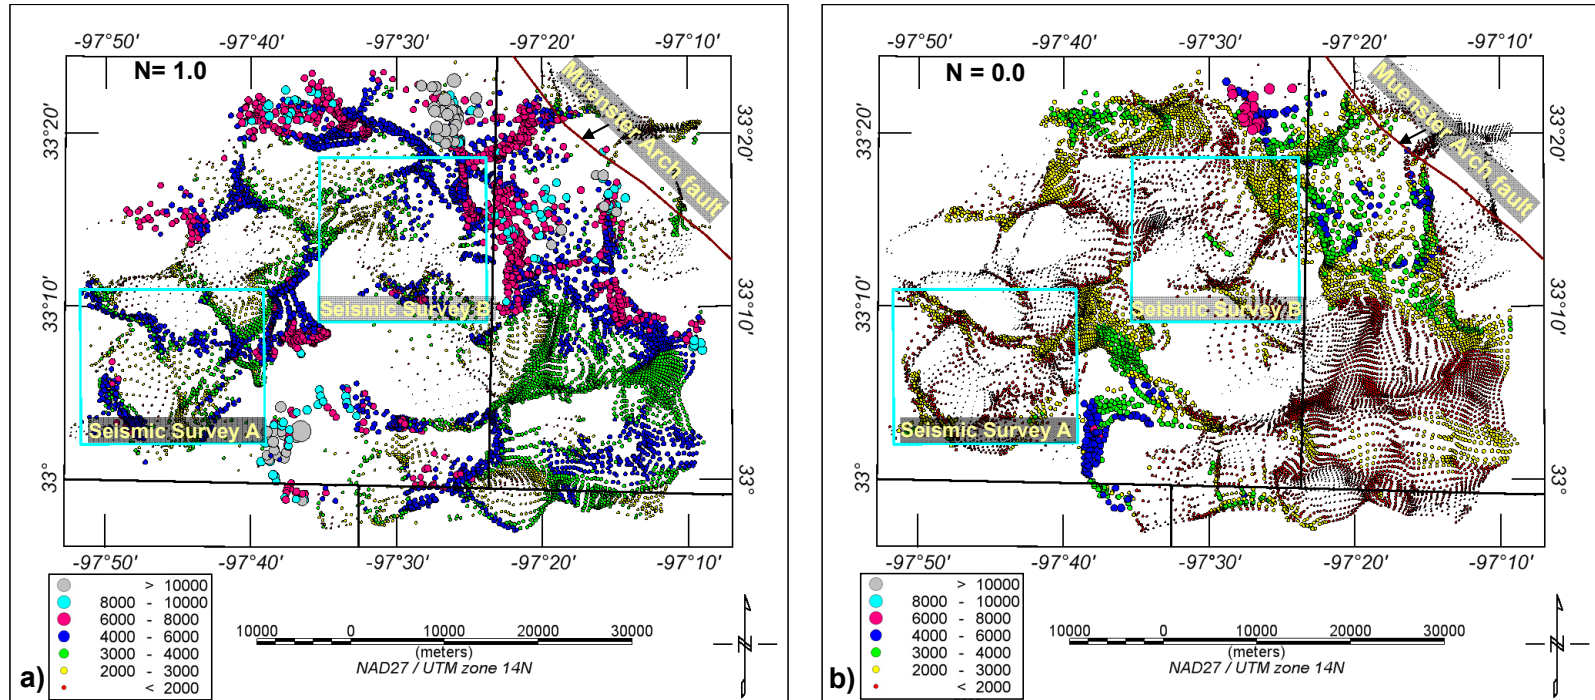 -97°50' -97°40' -97°30' -97°20' -97°10'
N= 1.0
Muenster Arch fault
33°20' 33°20'
Seismic Survey B
33°10' 33°10'
Seismic Survey A
33° 33°
-97°50' -97°40' -97°30' -97°20' -97°10'
> 10000
8000 - 10000
6000 - 8000
4000 - 6000
3000 - 4000
2000 - 3000
< 2000
10000 0 10000 20000 30000
(meters)
NAD27 / UTM zone 14N
N
a)
-97°50' -97°40' -97°30' -97°20' -97°10'
N = 0.0
Muenster Arch fault
33°20' 33°20'
Seismic Survey B
33°10' 33°10'
Seismic Survey A
33° 33°
-97°50' -97°40' -97°30' -97°20' -97°10'
> 10000
8000 - 10000
6000 - 8000
4000 - 6000
3000 - 4000
2000 - 3000
< 2000
10000 0 10000 20000 30000
(meters)
NAD27 / UTM zone 14N
N
b)